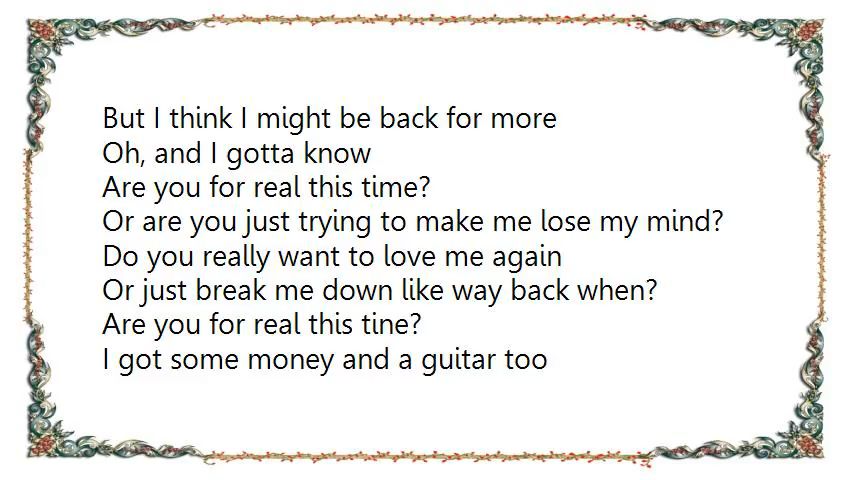 But I think I might be back for more
Oh, and I gotta know
Are you for real this time?
Or are you just trying to make me lose my mind?
Do you really want to love me again
Or just break me down like way back when?
Are you for real this tine?
I got some money and a guitar too